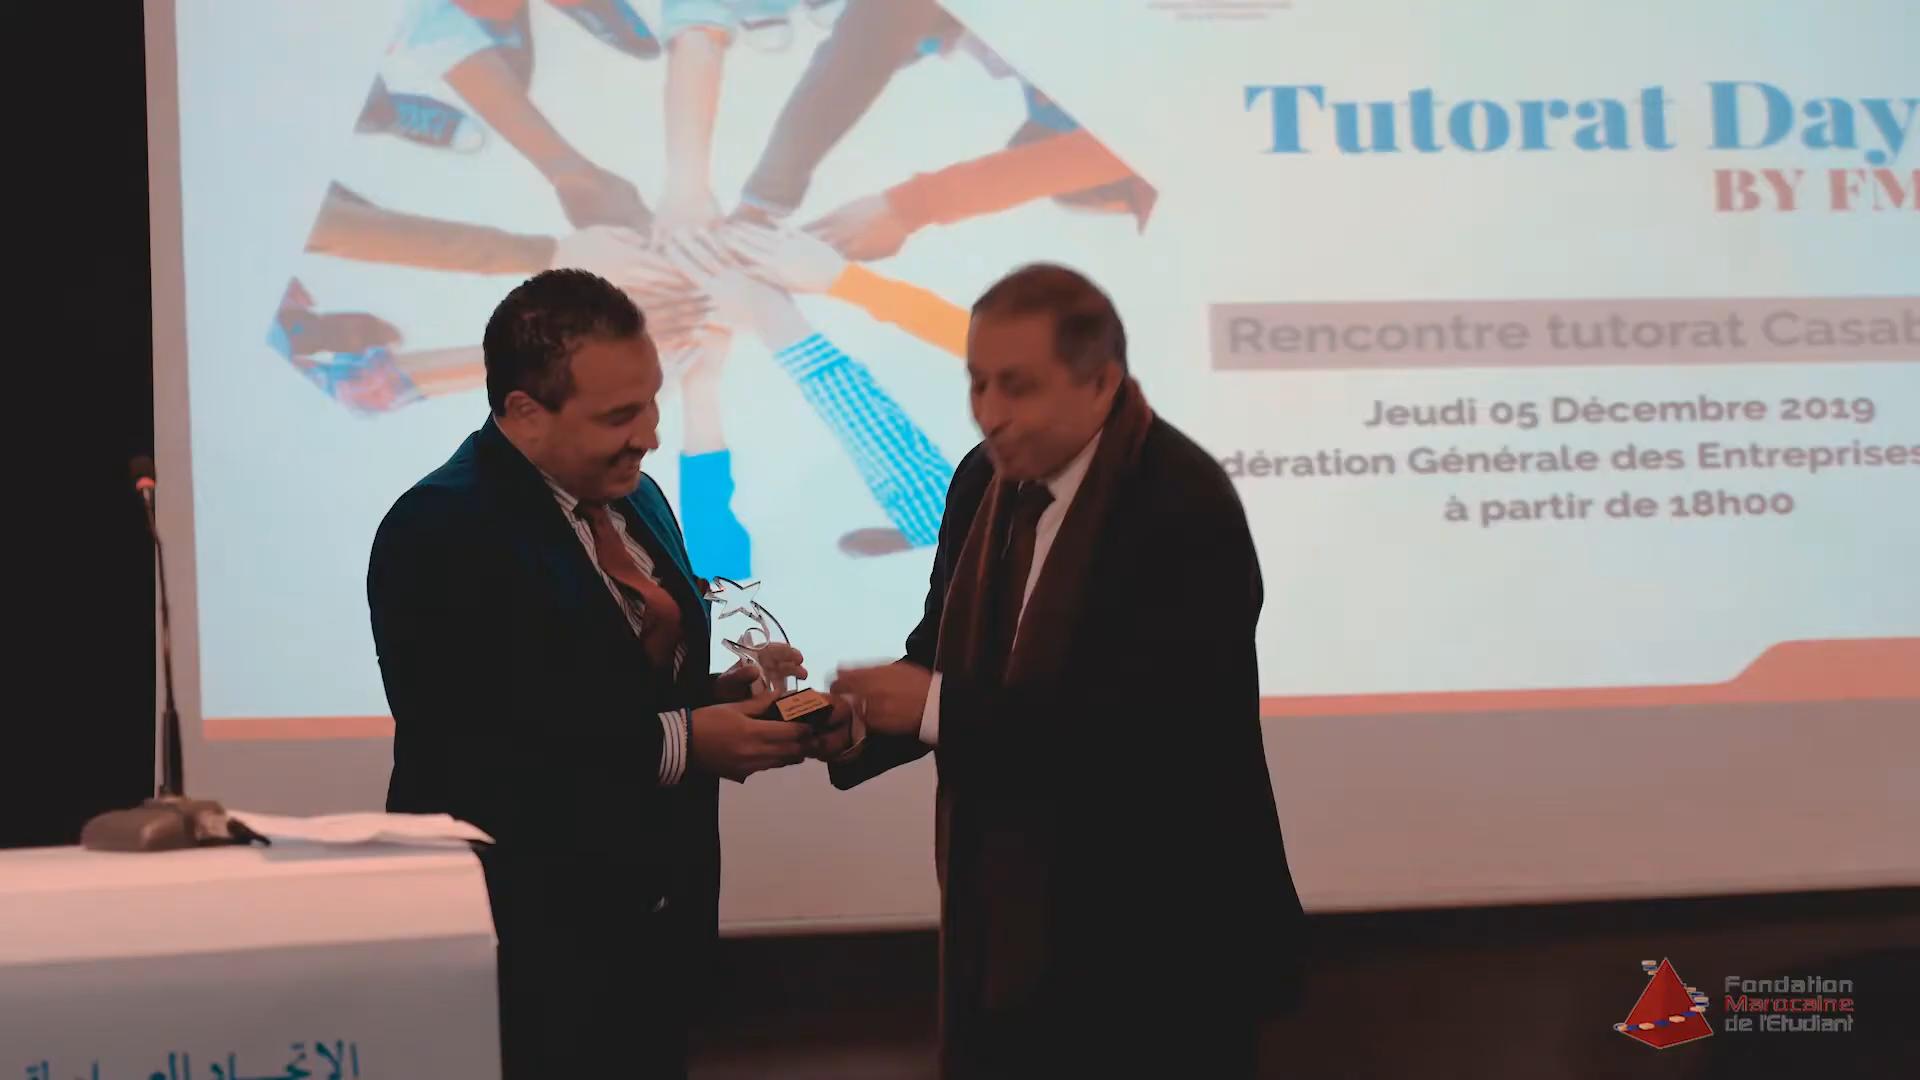 Tutorat Day
BY FM
Rencontre tutorat Casab
Jeudi 05 Décembre 2019
dération Générale des Entreprises
à partir de 18h00
Fondation
Marocaine
de l'Etudiant